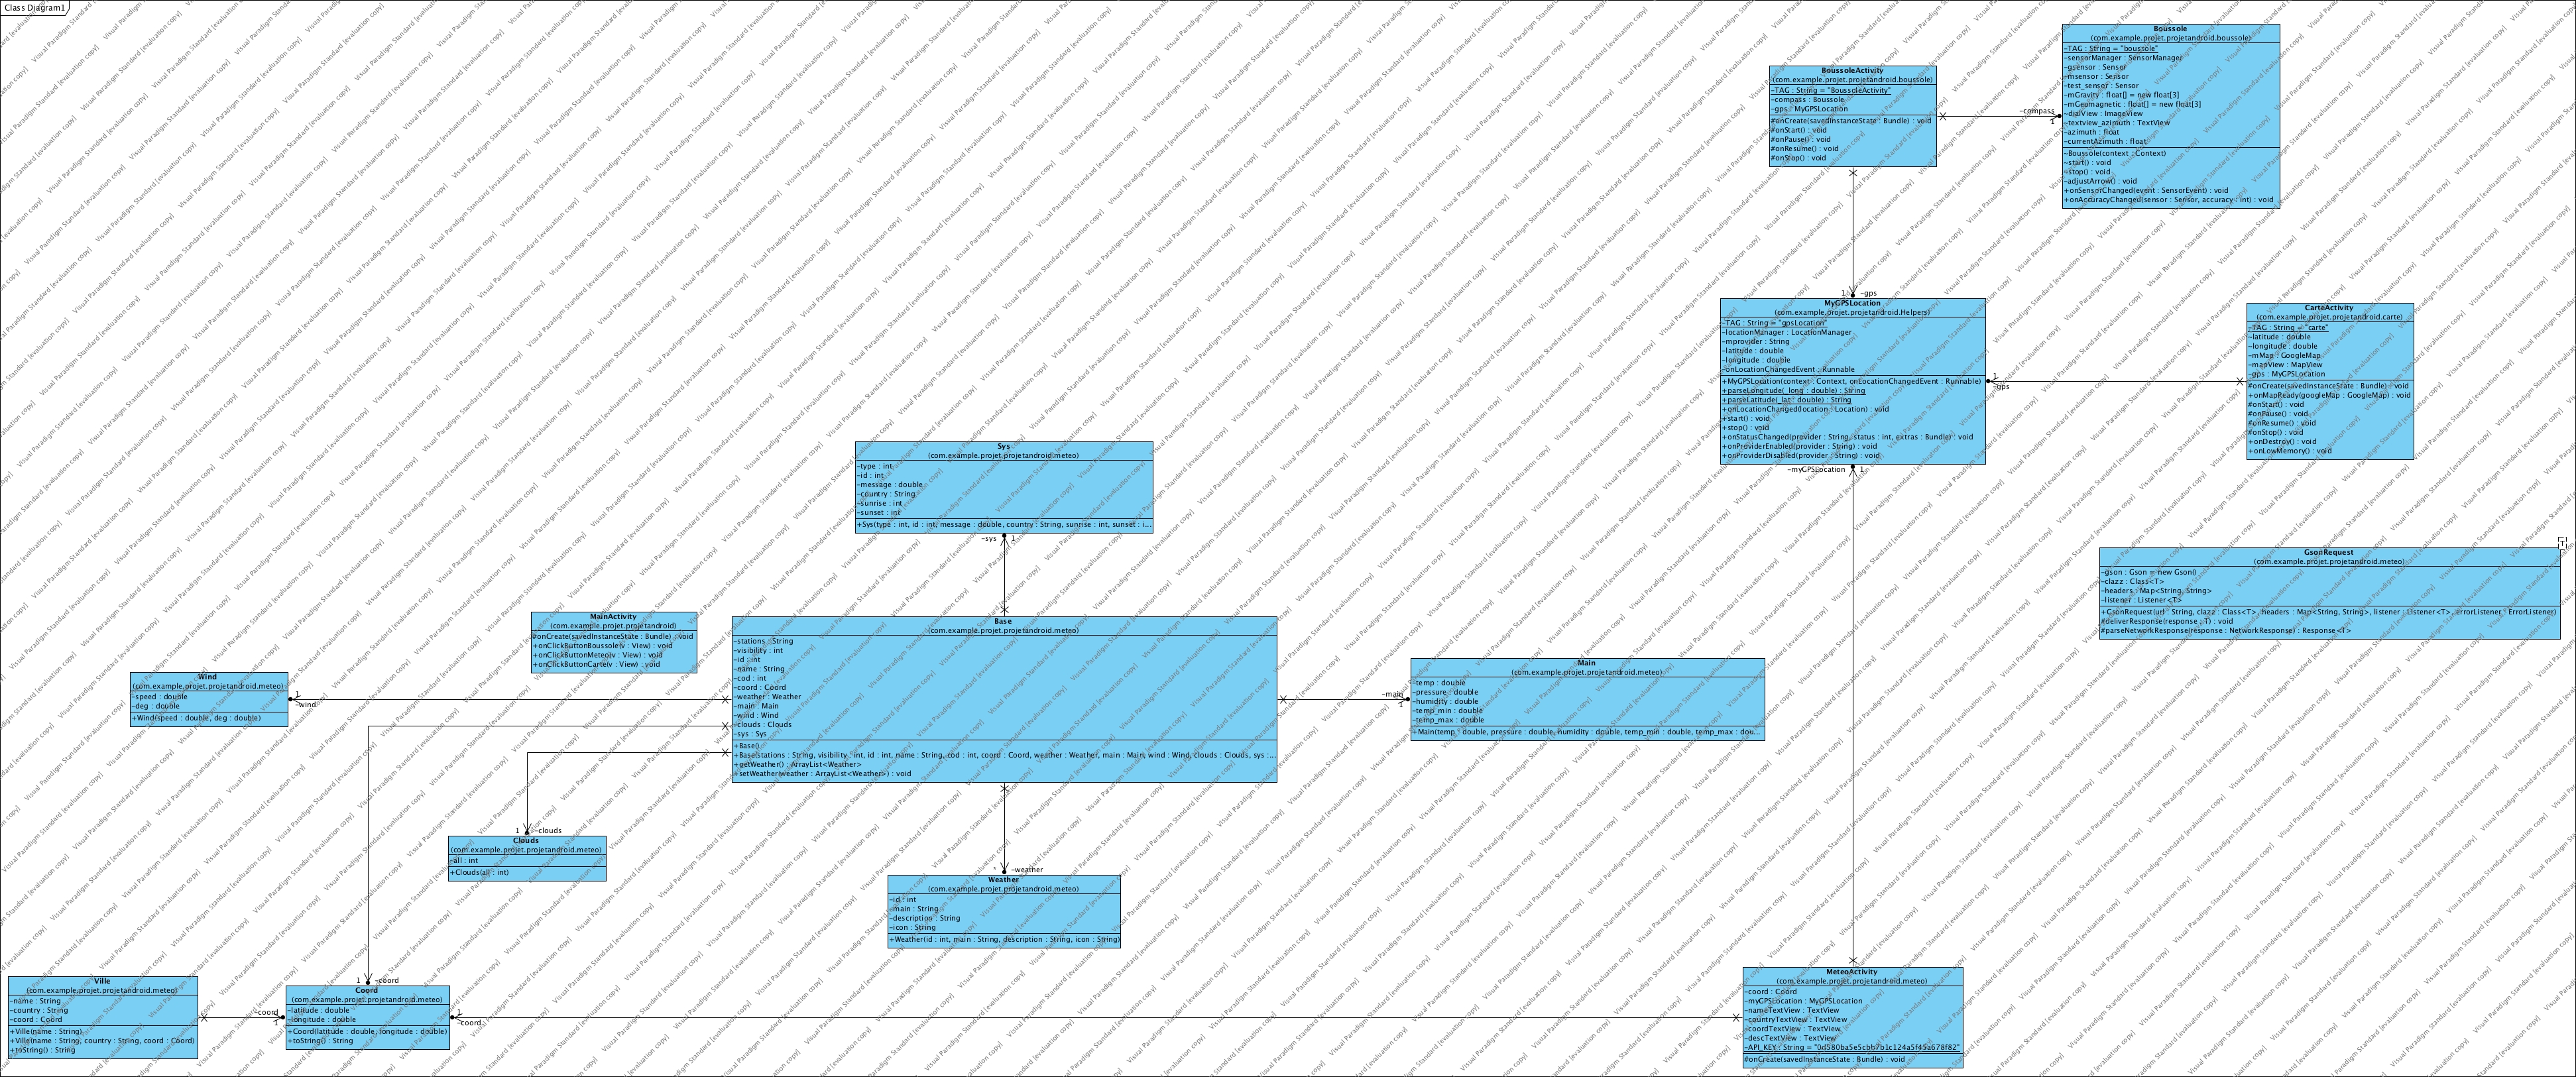 Class Diagram1
Boussole
(com.example.projet.projetandroid.boussole)
-TAG : String = "boussole"
-sensorManager : SensorManager
-gsensor : Sensor
-msensor : Sensor
-test_sensor : Sensor
-mGravity : float[] = new float[3]
-mGeomagnetic : float[] = new float[3]
-dialView : ImageView
-textview_azimuth : TextView
-azimuth : float
-currentAzimuth : float
~Boussole(context : Context)
~start() : void
~stop() : void
-adjustArrow() : void
+onSensorChanged(event : SensorEvent) : void
+onAccuracyChanged(sensor : Sensor, accuracy : int) : void
BoussoleActivity
(com.example.projet.projetandroid.boussole)
-TAG : String = "BoussoleActivity"
-compass : Boussole
-gps : MyGPSLocation
#onCreate(savedInstanceState : Bundle) : void
#onStart() : void
#onPause() : void
#onResume() : void
#onStop() : void
-compass
1
1
-gps
MyGPSLocation
(com.example.projet.projetandroid.Helpers)
-TAG : String = "gpsLocation"
-locationManager : LocationManager
-mprovider : String
-latitude : double
-longitude : double
-onLocationChangedEvent : Runnable
+MyGPSLocation(context : Context, onLocationChangedEvent : Runnable)
+parseLongitude(_long : double) : String
+parseLatitude(_lat : double) : String
+onLocationChanged(location : Location) : void
+start() : void
+stop() : void
+onStatusChanged(provider : String, status : int, extras : Bundle) : void
+onProviderEnabled(provider : String) : void
+onProviderDisabled(provider : String) : void
1
-gps
CarteActivity
(com.example.projet.projetandroid.carte)
-TAG : String = "carte"
-latitude : double
-longitude : double
-mMap : GoogleMap
-mapView : MapView
-gps : MyGPSLocation
#onCreate(savedInstanceState : Bundle) : void
+onMapReady(googleMap : GoogleMap) : void
#onStart() : void
#onPause() : void
#onResume() : void
#onStop() : void
+onDestroy() : void
+onLowMemory() : void
-myGPSLocation
1
Sys
(com.example.projet.projetandroid.meteo)
-type : int
-id : int
-message : double
-country : String
-sunrise : int
-sunset : int
+Sys(type : int, id : int, message : double, country : String, sunrise : int, sunset : i...
-sys
1
T
GsonRequest
(com.example.projet.projetandroid.meteo)
-gson : Gson = new Gson()
-clazz : Class<T>
-headers : Map<String, String>
-listener : Listener<T>
+GsonRequest(url : String, clazz : Class<T>, headers : Map<String, String>, listener : Listener<T>, errorListener : ErrorListener)
#deliverResponse(response : T) : void
#parseNetworkResponse(response : NetworkResponse) : Response<T>
MainActivity
(com.example.projet.projetandroid)
#onCreate(savedInstanceState : Bundle) : void
+onClickButtonBoussole(v : View) : void
+onClickButtonMeteo(v : View) : void
+onClickButtonCarte(v : View) : void
Base
(com.example.projet.projetandroid.meteo)
-stations : String
-visibility : int
-id : int
-name : String
-cod : int
-coord : Coord
-weather : Weather
-main : Main
-wind : Wind
-clouds : Clouds
-sys : Sys
+Base()
+Base(stations : String, visibility : int, id : int, name : String, cod : int, coord : Coord, weather : Weather, main : Main, wind : Wind, clouds : Clouds, sys :...
+getWeather() : ArrayList<Weather>
+setWeather(weather : ArrayList<Weather>) : void
-main
1
Main
(com.example.projet.projetandroid.meteo)
-temp : double
-pressure : double
-humidity : double
-temp_min : double
-temp_max : double
+Main(temp : double, pressure : double, humidity : double, temp_min : double, temp_max : dou...
Wind
(com.example.projet.projetandroid.meteo)
-speed : double
-deg : double
+Wind(speed : double, deg : double)
1
-wind
1
-clouds
Clouds
(com.example.projet.projetandroid.meteo)
-all : int
+Clouds(all : int)
*
-weather
Weather
(com.example.projet.projetandroid.meteo)
-id : int
-main : String
-description : String
-icon : String
+Weather(id : int, main : String, description : String, icon : String)
1
-coord
Ville
(com.example.projet.projetandroid.meteo)
-name : String
-country : String
-coord : Coord
+Ville(name : String)
+Ville(name : String, country : String, coord : Coord)
+toString() : String
-coord
1
Coord
(com.example.projet.projetandroid.meteo)
-latitude : double
-longitude : double
+Coord(latitude : double, longitude : double)
+toString() : String
1
-coord
MeteoActivity
(com.example.projet.projetandroid.meteo)
-coord : Coord
-myGPSLocation : MyGPSLocation
-nameTextView : TextView
-countryTextView : TextView
-coordTextView : TextView
-descTextView : TextView
-API_KEY : String = "0d580ba5e5cbb7b1c124a5f45a678f82"
#onCreate(savedInstanceState : Bundle) : void
Visual Paradigm Standard [evaluation copy]